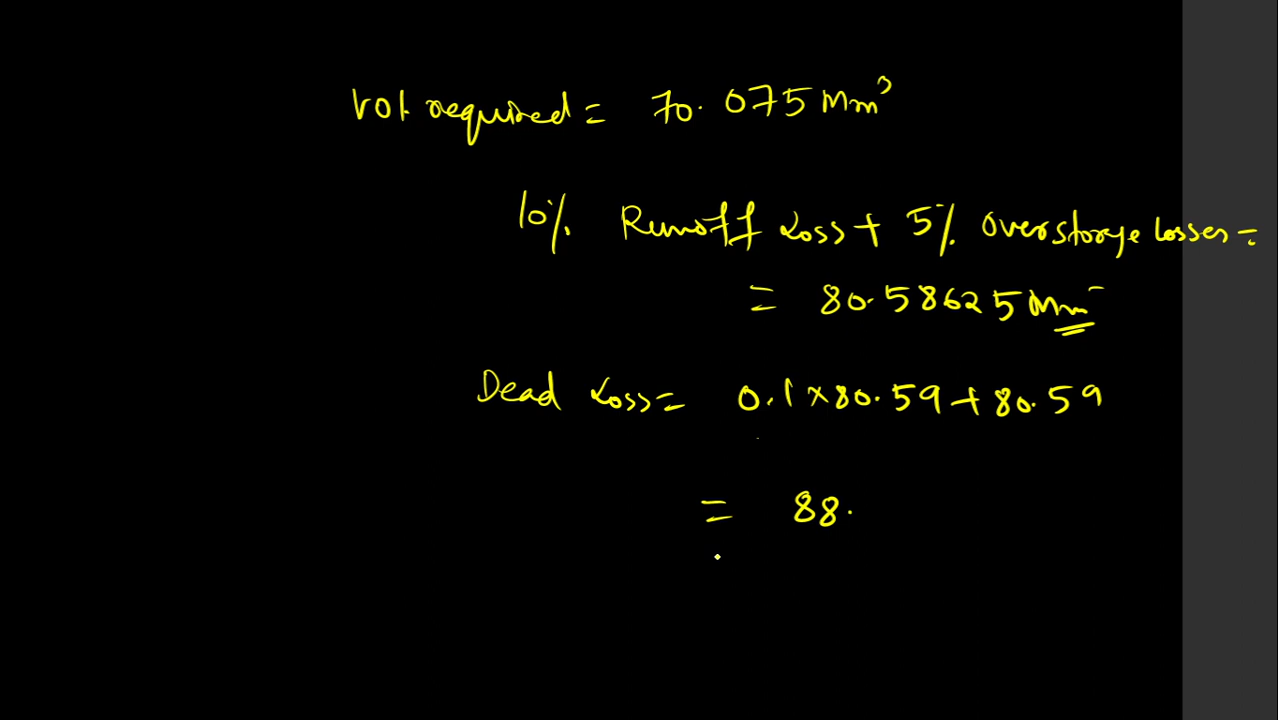 Vol required = 70.075 Mm³
10% Runoff Loss + 5% Overstorage losses =
= 80.58625 Mm
Dead Loss = 0.1 × 80.59 + 80.59
= 88.